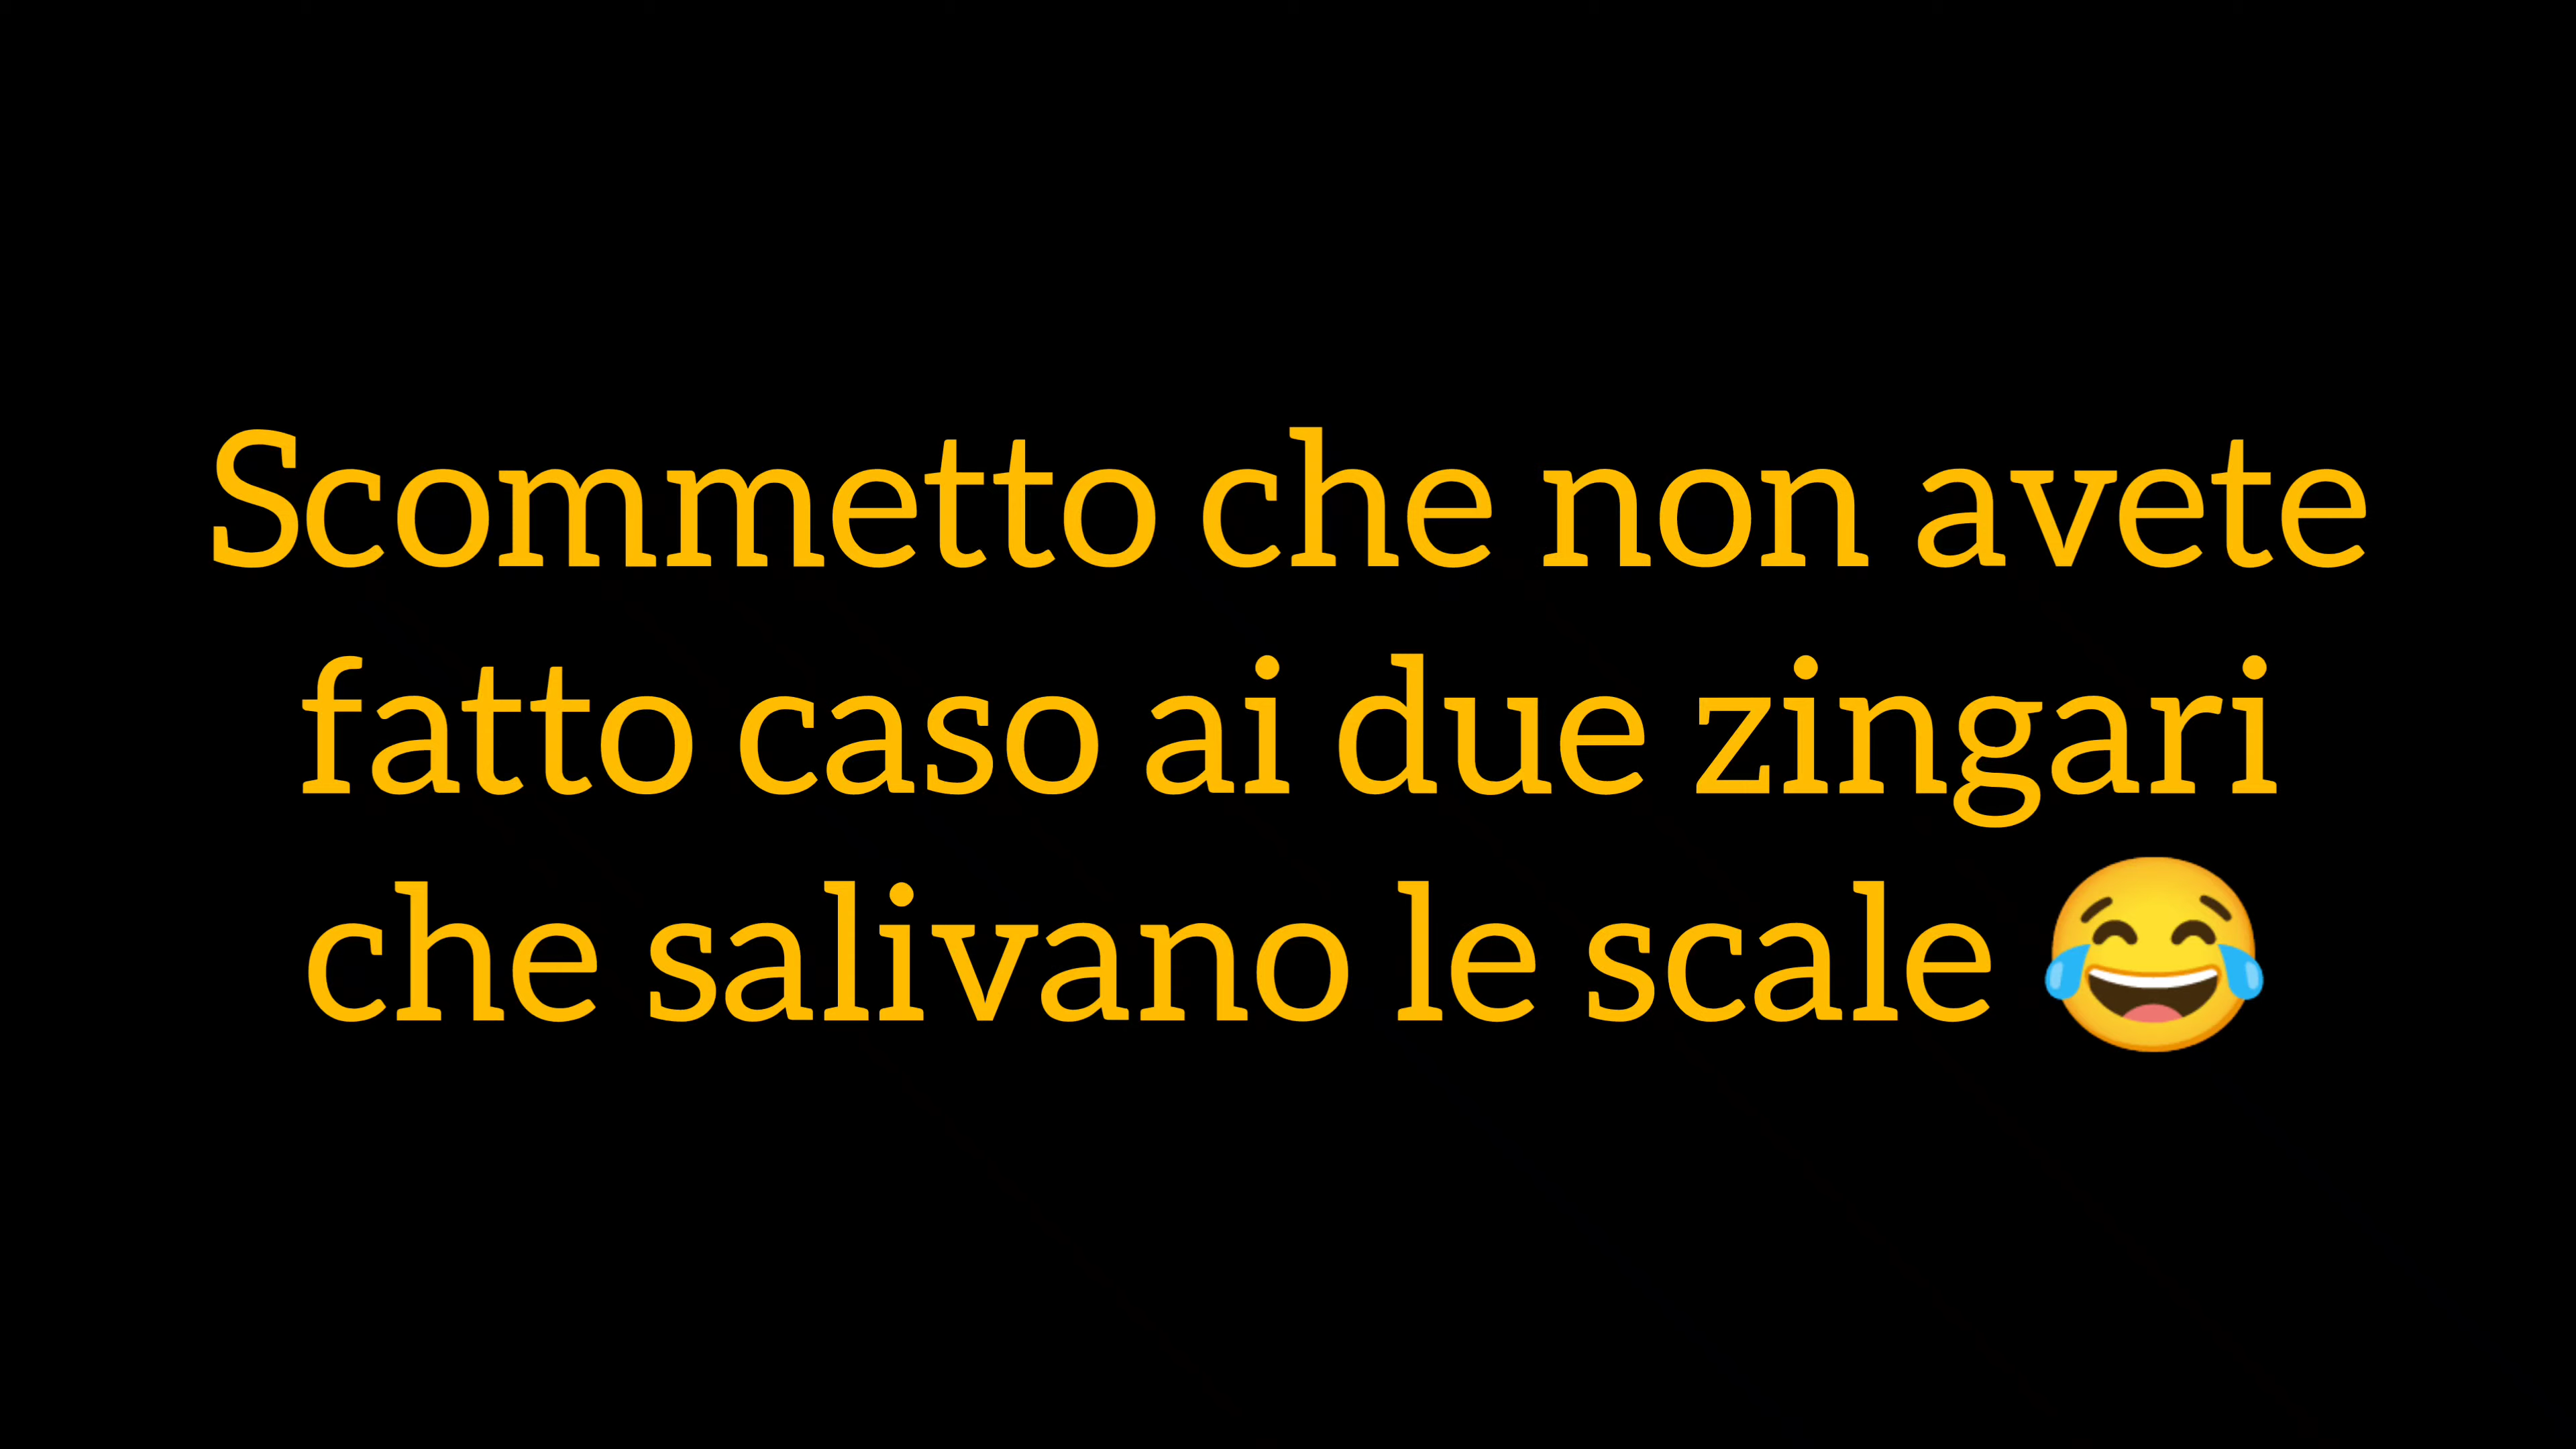 Scommetto che non avete
fatto caso ai due zingari
che salivano le scale 😂